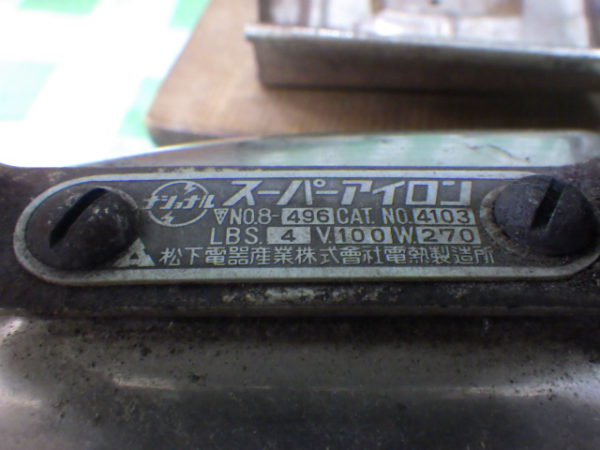 ナショナル スーパーアイロン
▽NO.8-496 CAT. NO.4103
LBS. 4 V.100 W.270
松下電器産業株式會社電熱製造所